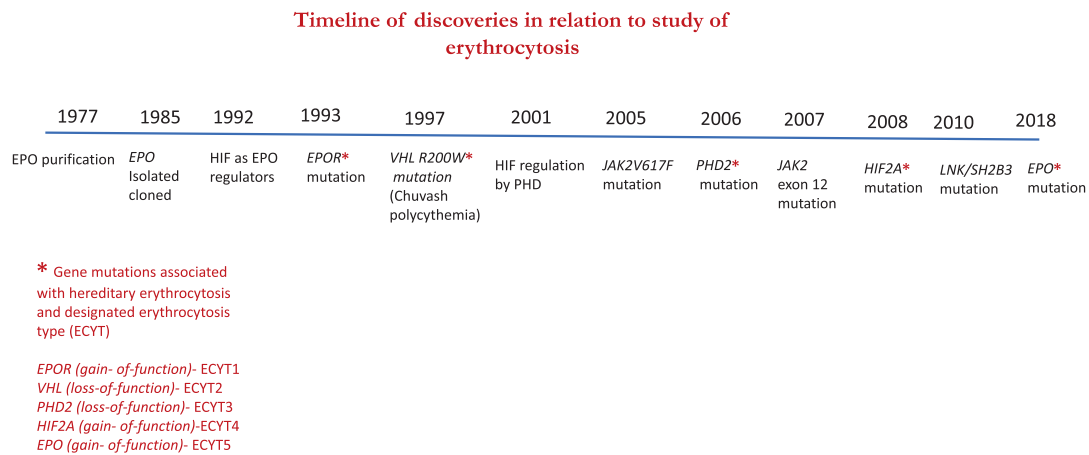 Timeline of discoveries in relation to study of
erythrocytosis
1977 1985 1992 1993 1997 2001 2005 2006 2007 2008 2010 2018
EPO purification
EPO
Isolated
cloned
HIF as EPO
regulators
EPOR*
mutation
VHL R200W*
mutation
(Chuvash
polycythemia)
HIF regulation
by PHD
JAK2V617F
mutation
PHD2*
mutation
JAK2
exon 12
mutation
HIF2A*
mutation
LNK/SH2B3
mutation
EPO*
mutation
* Gene mutations associated
with hereditary erythrocytosis
and designated erythrocytosis
type (ECYT)
EPOR (gain- of-function)- ECYT1
VHL (loss-of-function)- ECYT2
PHD2 (loss-of-function)- ECYT3
HIF2A (gain- of-function)-ECYT4
EPO (gain- of-function)- ECYT5